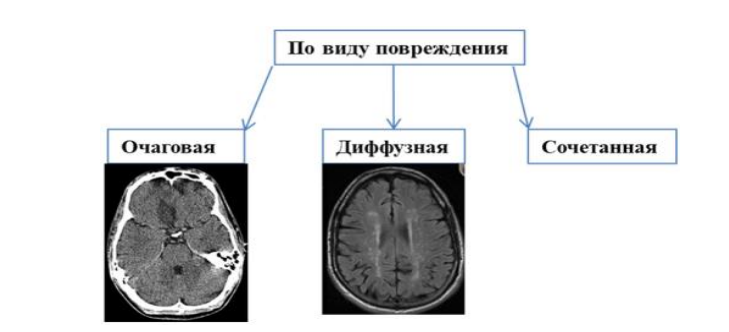 По виду повреждения
Очаговая
Диффузная
Сочетанная